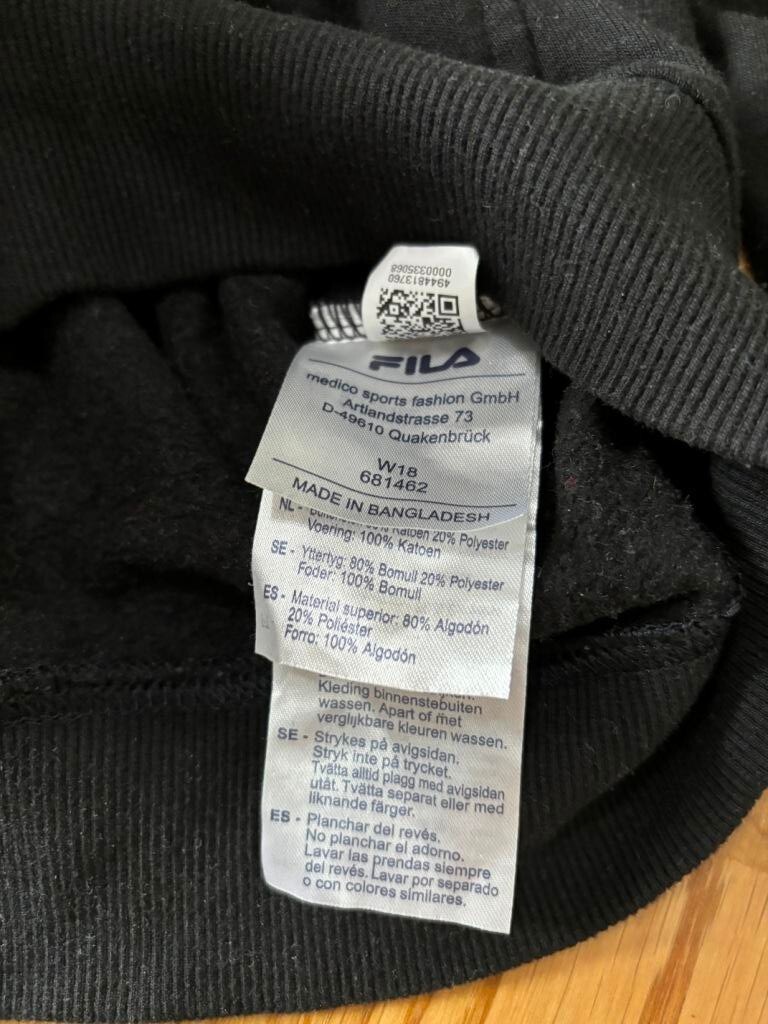 4944813760
0000335068
FILA
medico sports fashion GmbH
Artlandstrasse 73
D-49610 Quakenbrück
W18
681462
MADE IN BANGLADESH
NL - Katoen 20% Polyester
Voering: 100% Katoen
SE - Yttertyg: 80% Bomull 20% Polyester
Foder: 100% Bomull
ES - Material superior: 80% Algodón
20% Poliéster
Forro: 100% Algodón
Kleding binnenstebuiten
wassen. Apart of met
verglijkbare kleuren wassen.
SE - Strykes på avigsidan.
Stryk inte på trycket.
Tvätta alltid plagg med avigsidan
utåt. Tvätta separat eller med
liknande färger.
ES - Planchar del revés.
No planchar el adorno.
Lavar las prendas siempre
del revés. Lavar por separado
o con colores similares.